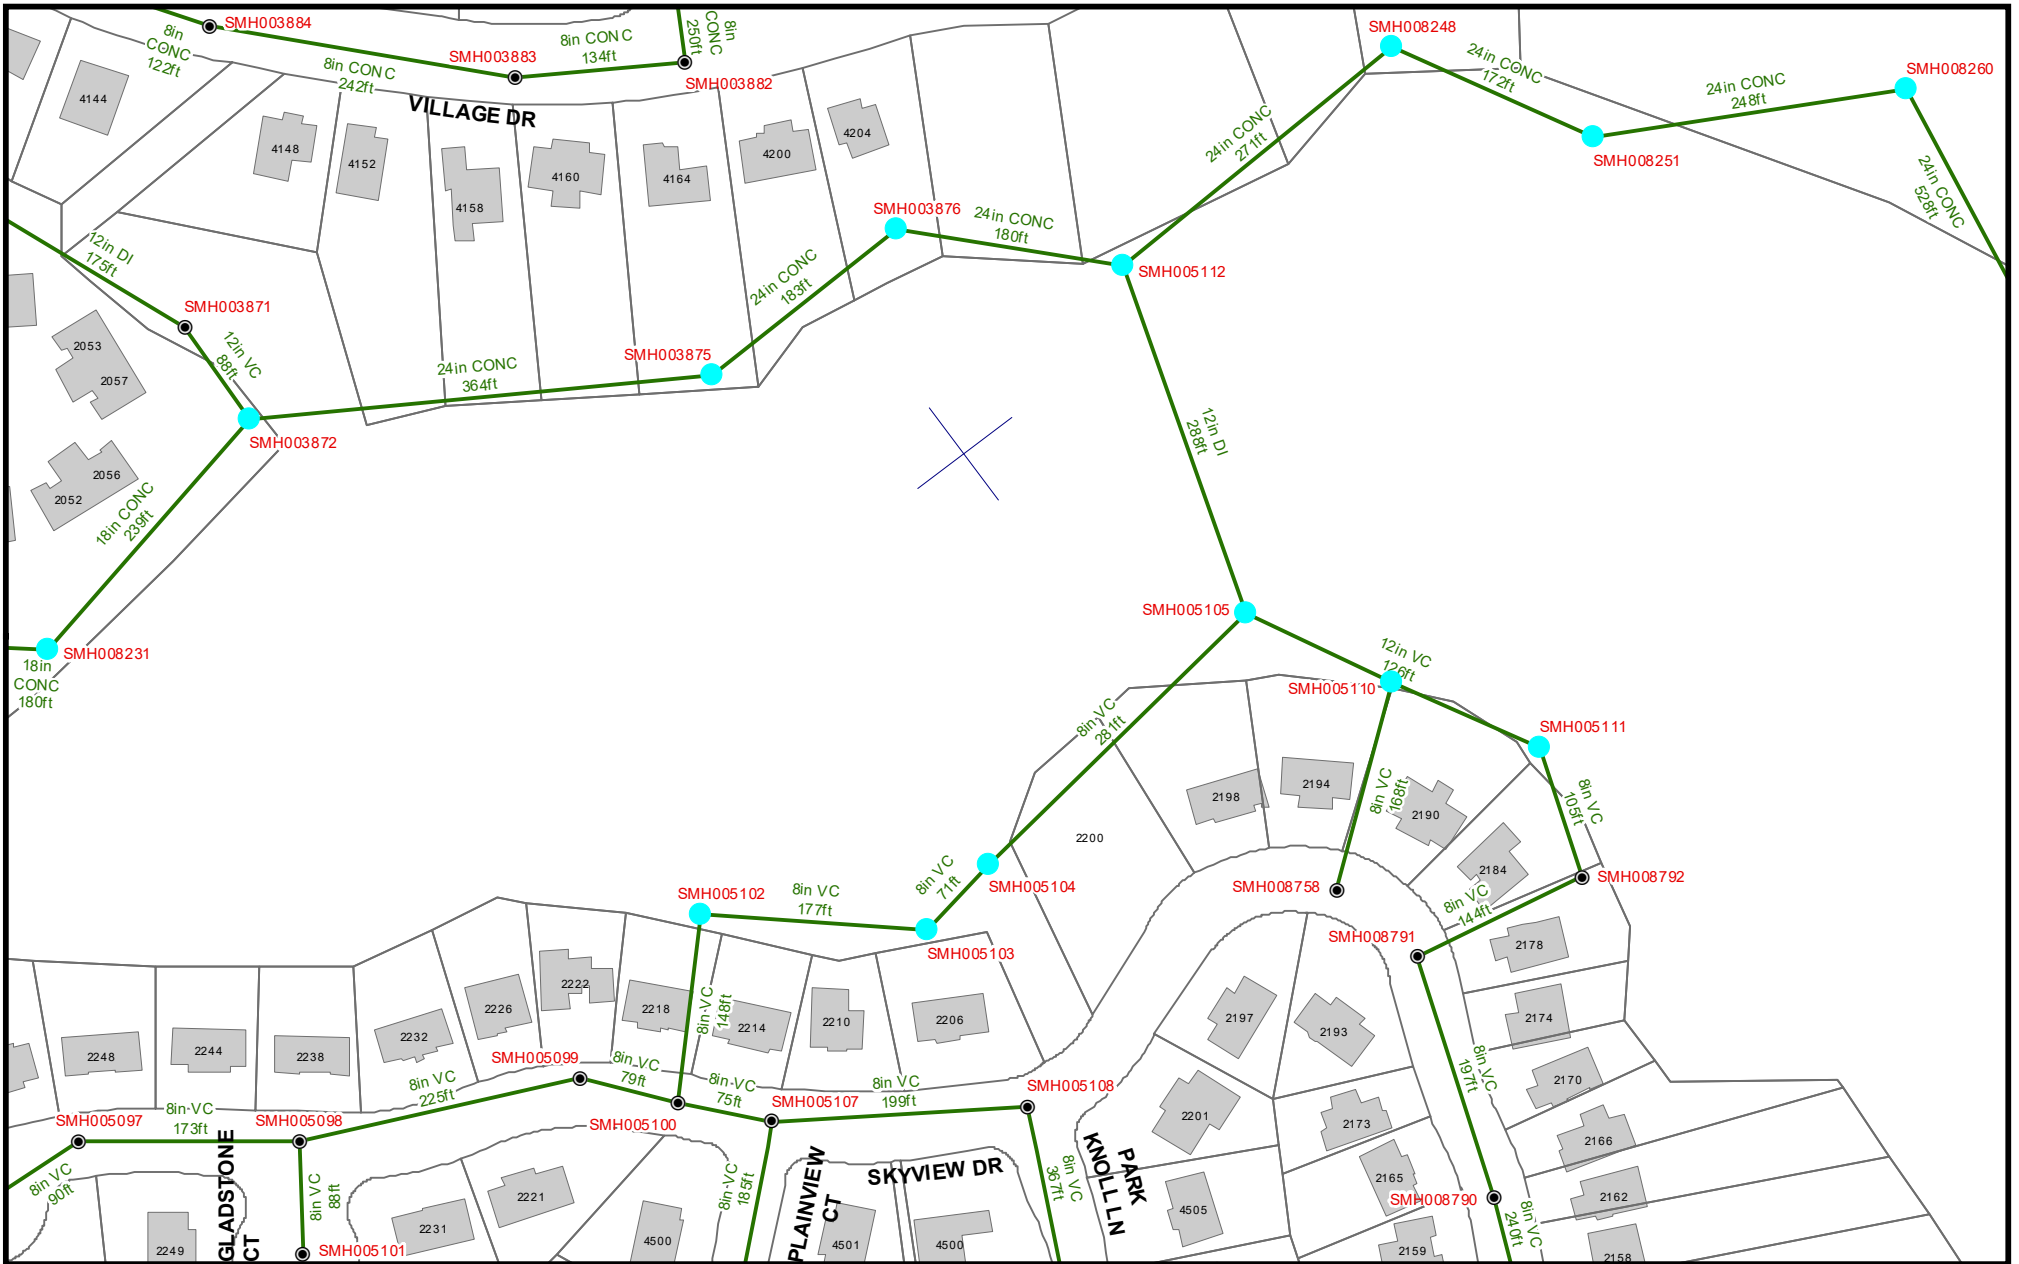 SMH003884
8in
CONC
122ft
8in CONC
242ft
SMH003883
8in CONC
134ft
8in
CONC
250ft
SMH003882
VILLAGE DR
4144
4148
4152
4158
4160
4164
4200
4204
SMH008248
24in CONC
172ft
SMH008251
24in CONC
248ft
SMH008260
24in CONC
528ft
24in CONC
271ft
SMH003876
24in CONC
180ft
SMH005112
24in CONC
183ft
12in DI
175ft
SMH003871
12in VC
88ft
SMH003875
24in CONC
364ft
SMH003872
2053
2057
2056
2052
18in CONC
239ft
SMH008231
18in
CONC
180ft
12in DI
288ft
SMH005105
12in VC
126ft
SMH005110
SMH005111
8in VC
281ft
8in VC
105ft
8in VC
168ft
2198
2194
2190
2184
2200
SMH008792
SMH008758
8in VC
144ft
SMH008791
SMH005104
8in VC
71ft
SMH005103
SMH005102
8in VC
177ft
8in VC
148ft
2178
2174
2170
2166
2162
2158
8in VC
197ft
SMH008790
8in VC
240ft
2248
2244
2238
2232
2226
2222
2218
2214
2210
2206
2197
2193
2201
2173
2165
2159
4505
SMH005099
8in VC
79ft
8in VC
225ft
SMH005097
8in VC
173ft
SMH005098
SMH005100
8in VC
75ft
SMH005107
8in VC
199ft
SMH005108
8in VC
367ft
8in VC
90ft
8in VC
88ft
SMH005101
8in VC
185ft
GLADSTONE
CT
PLAINVIEW
CT
SKYVIEW DR
PARK
KNOLL LN
2249
2231
2221
4500
4501
4500